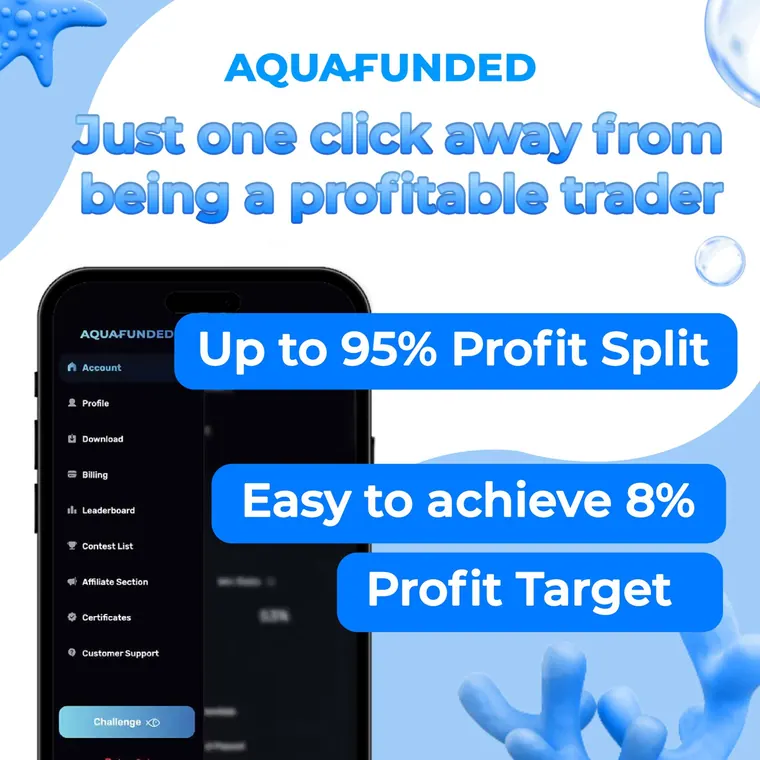 AQUAFUNDED
Just one click away from
being a profitable trader
AQUAFUNDED
Up to 95% Profit Split
Account
Profile
Download
Billing
Leaderboard
Contest List
Affiliate Section
Certificates
Customer Support
Challenge
Easy to achieve 8%
Profit Target